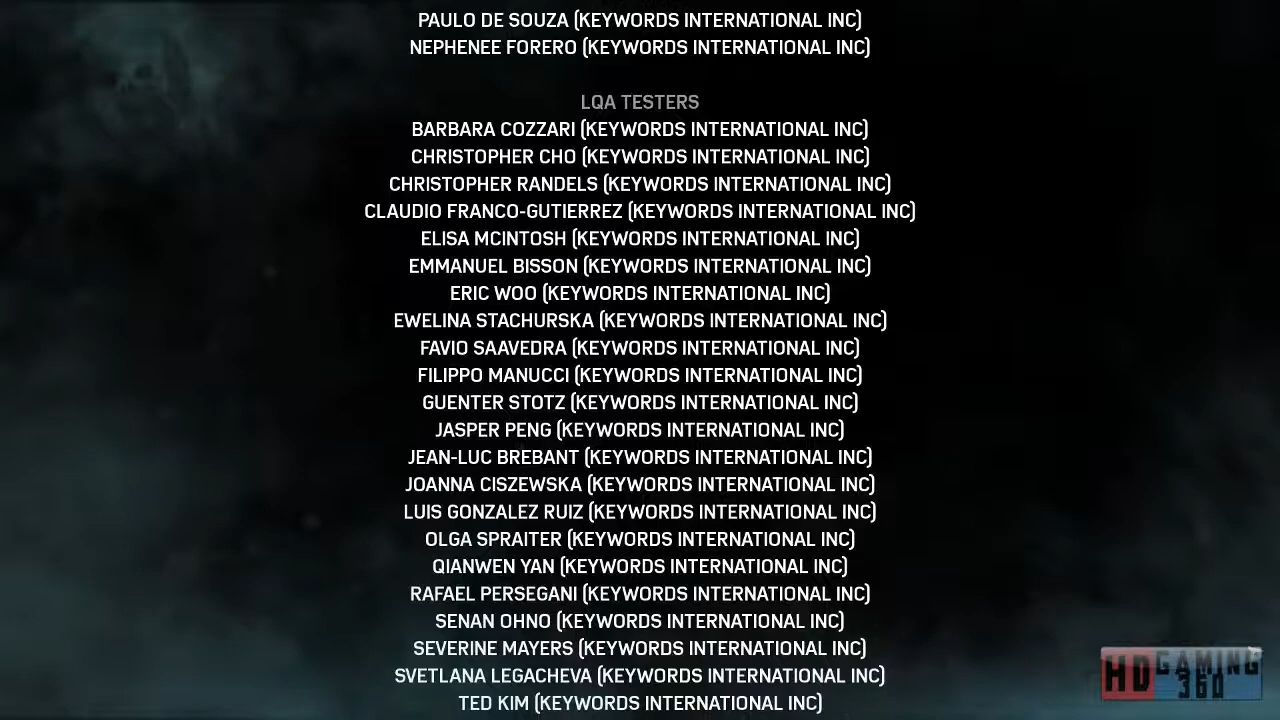 PAULO DE SOUZA (KEYWORDS INTERNATIONAL INC)
NEPHENEE FORERO (KEYWORDS INTERNATIONAL INC)
LQA TESTERS
BARBARA COZZARI (KEYWORDS INTERNATIONAL INC)
CHRISTOPHER CHO (KEYWORDS INTERNATIONAL INC)
CHRISTOPHER RANDELS (KEYWORDS INTERNATIONAL INC)
CLAUDIO FRANCO-GUTIERREZ (KEYWORDS INTERNATIONAL INC)
ELISA MCINTOSH (KEYWORDS INTERNATIONAL INC)
EMMANUEL BISSON (KEYWORDS INTERNATIONAL INC)
ERIC WOO (KEYWORDS INTERNATIONAL INC)
EWELINA STACHURSKA (KEYWORDS INTERNATIONAL INC)
FAVIO SAAVEDRA (KEYWORDS INTERNATIONAL INC)
FILIPPO MANUCCI (KEYWORDS INTERNATIONAL INC)
GUENTER STOTZ (KEYWORDS INTERNATIONAL INC)
JASPER PENG (KEYWORDS INTERNATIONAL INC)
JEAN-LUC BREBANT (KEYWORDS INTERNATIONAL INC)
JOANNA CISZEWSKA (KEYWORDS INTERNATIONAL INC)
LUIS GONZALEZ RUIZ (KEYWORDS INTERNATIONAL INC)
OLGA SPRAITER (KEYWORDS INTERNATIONAL INC)
QIANWEN YAN (KEYWORDS INTERNATIONAL INC)
RAFAEL PERSEGANI (KEYWORDS INTERNATIONAL INC)
SENAN OHNO (KEYWORDS INTERNATIONAL INC)
SEVERINE MAYERS (KEYWORDS INTERNATIONAL INC)
SVETLANA LEGACHEVA (KEYWORDS INTERNATIONAL INC)
TED KIM (KEYWORDS INTERNATIONAL INC)
HD GAMING
360